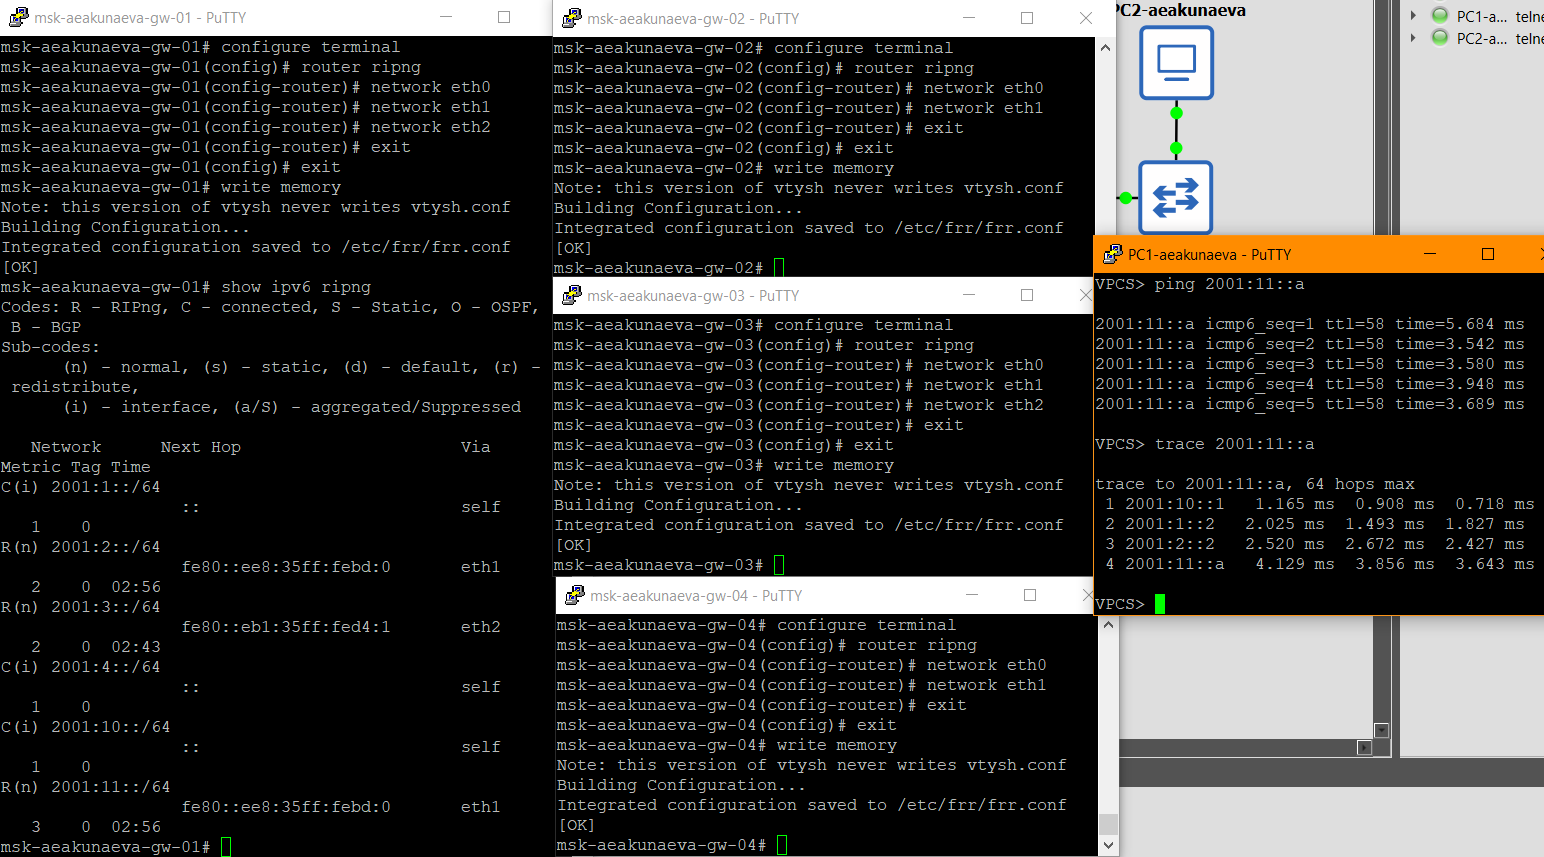 msk-aeakunaeva-gw-01 - PuTTY
msk-aeakunaeva-gw-01# configure terminal
msk-aeakunaeva-gw-01(config)# router ripng
msk-aeakunaeva-gw-01(config-router)# network eth0
msk-aeakunaeva-gw-01(config-router)# network eth1
msk-aeakunaeva-gw-01(config-router)# network eth2
msk-aeakunaeva-gw-01(config-router)# exit
msk-aeakunaeva-gw-01(config)# exit
msk-aeakunaeva-gw-01# write memory
Note: this version of vtysh never writes vtysh.conf
Building Configuration...
Integrated configuration saved to /etc/frr/frr.conf
[OK]
msk-aeakunaeva-gw-01# show ipv6 ripng
Codes: R - RIPng, C - connected, S - Static, O - OSPF,
B - BGP
Sub-codes:
(n) - normal, (s) - static, (d) - default, (r) -
redistribute,
(i) - interface, (a/S) - aggregated/Suppressed
Network Next Hop Via
Metric Tag Time
C(i) 2001:1::/64
:: self
1 0
R(n) 2001:2::/64
fe80::ee8:35ff:febd:0 eth1
2 0 02:56
R(n) 2001:3::/64
fe80::eb1:35ff:fed4:1 eth2
2 0 02:43
C(i) 2001:4::/64
:: self
1 0
C(i) 2001:10::/64
:: self
1 0
R(n) 2001:11::/64
fe80::ee8:35ff:febd:0 eth1
3 0 02:56
msk-aeakunaeva-gw-01#
msk-aeakunaeva-gw-02 - PuTTY
msk-aeakunaeva-gw-02# configure terminal
msk-aeakunaeva-gw-02(config)# router ripng
msk-aeakunaeva-gw-02(config-router)# network eth0
msk-aeakunaeva-gw-02(config-router)# network eth1
msk-aeakunaeva-gw-02(config-router)# exit
msk-aeakunaeva-gw-02(config)# exit
msk-aeakunaeva-gw-02# write memory
Note: this version of vtysh never writes vtysh.conf
Building Configuration...
Integrated configuration saved to /etc/frr/frr.conf
[OK]
msk-aeakunaeva-gw-02#
msk-aeakunaeva-gw-03 - PuTTY
msk-aeakunaeva-gw-03# configure terminal
msk-aeakunaeva-gw-03(config)# router ripng
msk-aeakunaeva-gw-03(config-router)# network eth0
msk-aeakunaeva-gw-03(config-router)# network eth1
msk-aeakunaeva-gw-03(config-router)# network eth2
msk-aeakunaeva-gw-03(config-router)# exit
msk-aeakunaeva-gw-03(config)# exit
msk-aeakunaeva-gw-03# write memory
Note: this version of vtysh never writes vtysh.conf
Building Configuration...
Integrated configuration saved to /etc/frr/frr.conf
[OK]
msk-aeakunaeva-gw-03#
msk-aeakunaeva-gw-04 - PuTTY
msk-aeakunaeva-gw-04# configure terminal
msk-aeakunaeva-gw-04(config)# router ripng
msk-aeakunaeva-gw-04(config-router)# network eth0
msk-aeakunaeva-gw-04(config-router)# network eth1
msk-aeakunaeva-gw-04(config-router)# exit
msk-aeakunaeva-gw-04(config)# exit
msk-aeakunaeva-gw-04# write memory
Note: this version of vtysh never writes vtysh.conf
Building Configuration...
Integrated configuration saved to /etc/frr/frr.conf
[OK]
msk-aeakunaeva-gw-04#
PC2-aeakunaeva
PC1-a... telne
PC2-a... telne
PC1-aeakunaeva - PuTTY
VPCS> ping 2001:11::a
2001:11::a icmp6_seq=1 ttl=58 time=5.684 ms
2001:11::a icmp6_seq=2 ttl=58 time=3.542 ms
2001:11::a icmp6_seq=3 ttl=58 time=3.580 ms
2001:11::a icmp6_seq=4 ttl=58 time=3.948 ms
2001:11::a icmp6_seq=5 ttl=58 time=3.689 ms
VPCS> trace 2001:11::a
trace to 2001:11::a, 64 hops max
1 2001:10::1 1.165 ms 0.908 ms 0.718 ms
2 2001:1::2 2.025 ms 1.493 ms 1.827 ms
3 2001:2::2 2.520 ms 2.672 ms 2.427 ms
4 2001:11::a 4.129 ms 3.856 ms 3.643 ms
VPCS>